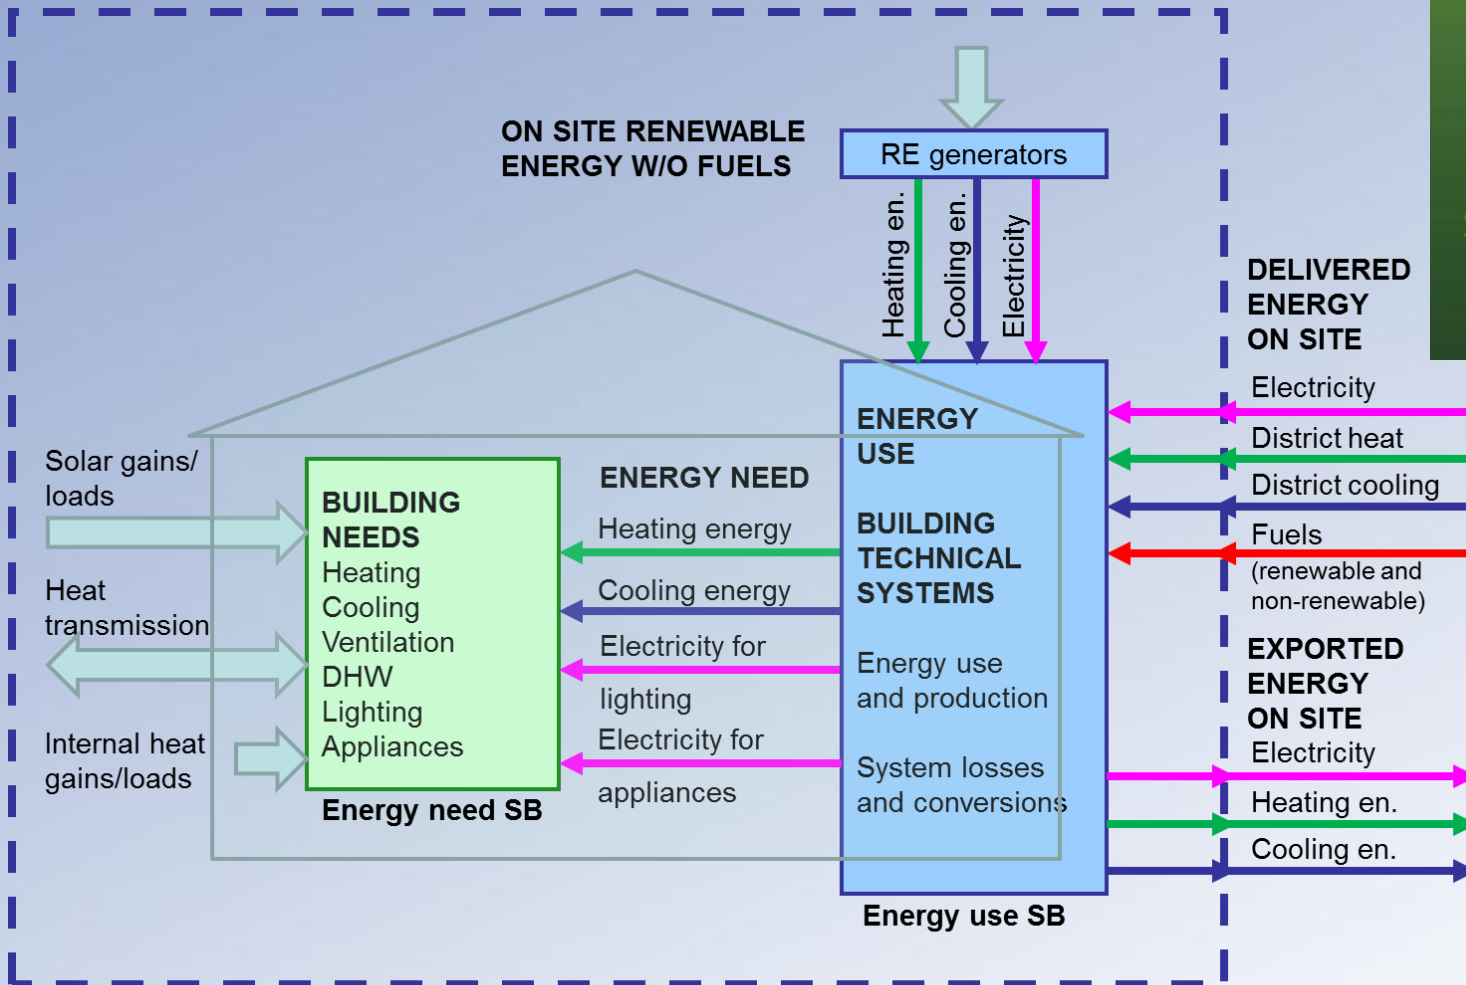 ON SITE RENEWABLE
ENERGY W/O FUELS
RE generators
Heating en.
Cooling en.
Electricity
Solar gains/
loads
Heat
transmission
Internal heat
gains/loads
BUILDING
NEEDS
Heating
Cooling
Ventilation
DHW
Lighting
Appliances
Energy need SB
ENERGY NEED
Heating energy
Cooling energy
Electricity for
lighting
Electricity for
appliances
ENERGY
USE
BUILDING
TECHNICAL
SYSTEMS
Energy use
and production
System losses
and conversions
Energy use SB
DELIVERED
ENERGY
ON SITE
Electricity
District heat
District cooling
Fuels
(renewable and
non-renewable)
EXPORTED
ENERGY
ON SITE
Electricity
Heating en.
Cooling en.